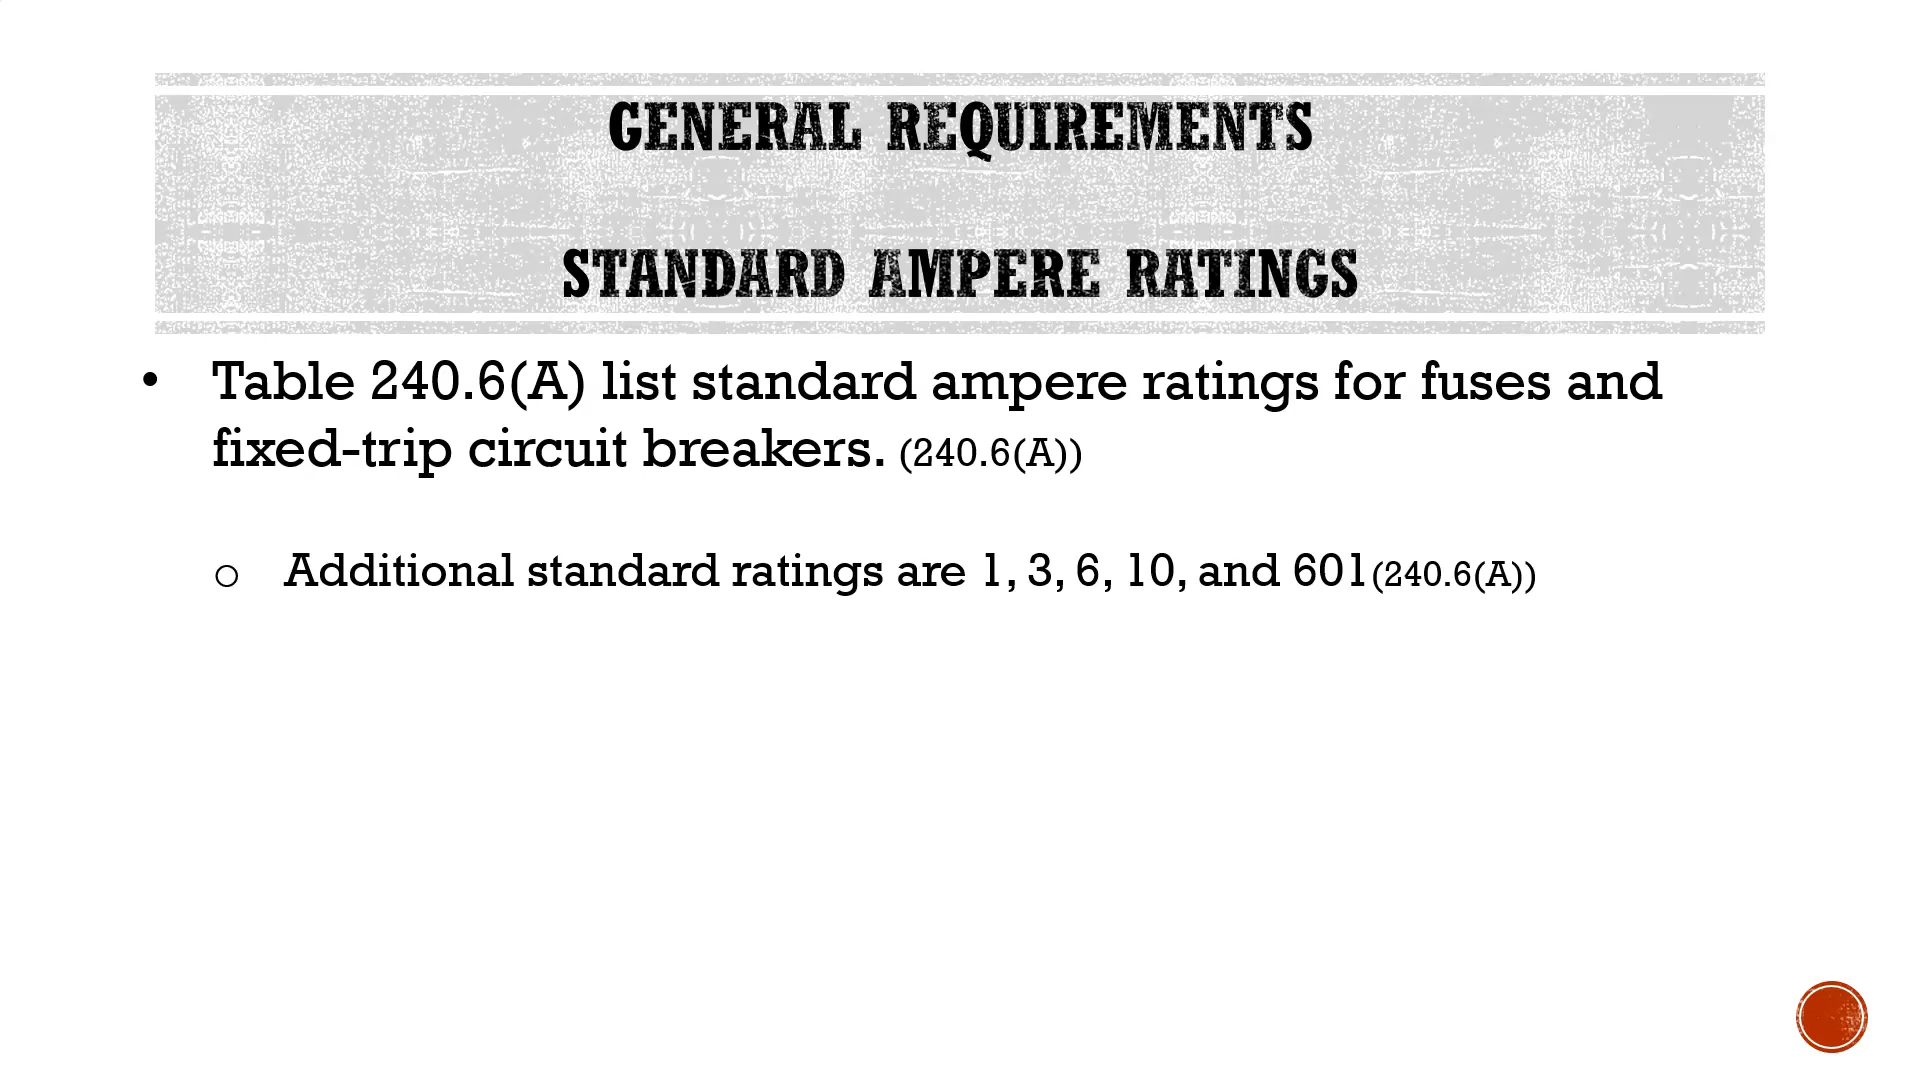 GENERAL REQUIREMENTS
STANDARD AMPERE RATINGS
• Table 240.6(A) list standard ampere ratings for fuses and
fixed-trip circuit breakers. (240.6(A))
o Additional standard ratings are 1, 3, 6, 10, and 601(240.6(A))